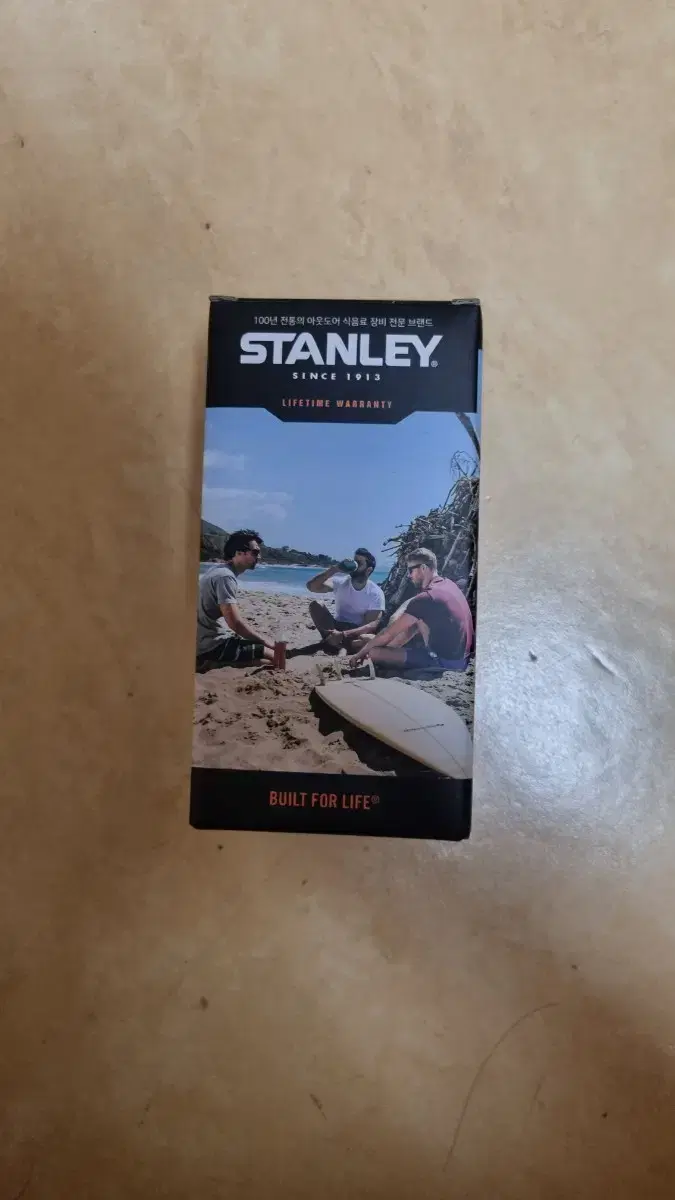 100년 전통의 아웃도어 식음료 장비 전문 브랜드
STANLEY®
SINCE 1913
LIFETIME WARRANTY
BUILT FOR LIFE®